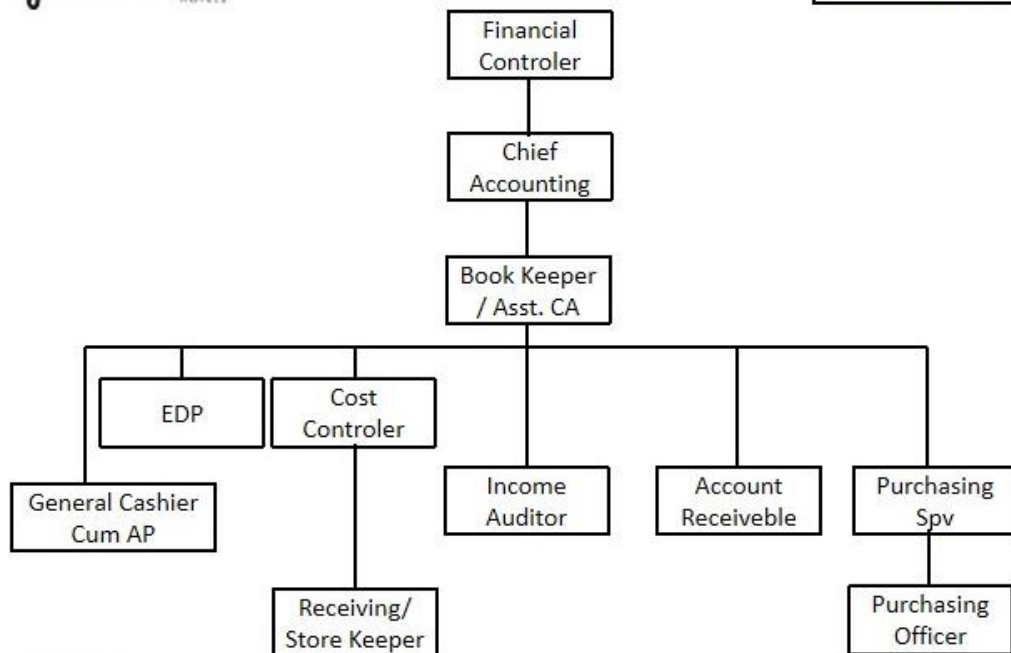 Financial
Controler
Chief
Accounting
Book Keeper
/ Asst. CA
EDP
Cost
Controler
General Cashier
Cum AP
Income
Auditor
Account
Receiveble
Purchasing
Spv
Receiving/
Store Keeper
Purchasing
Officer